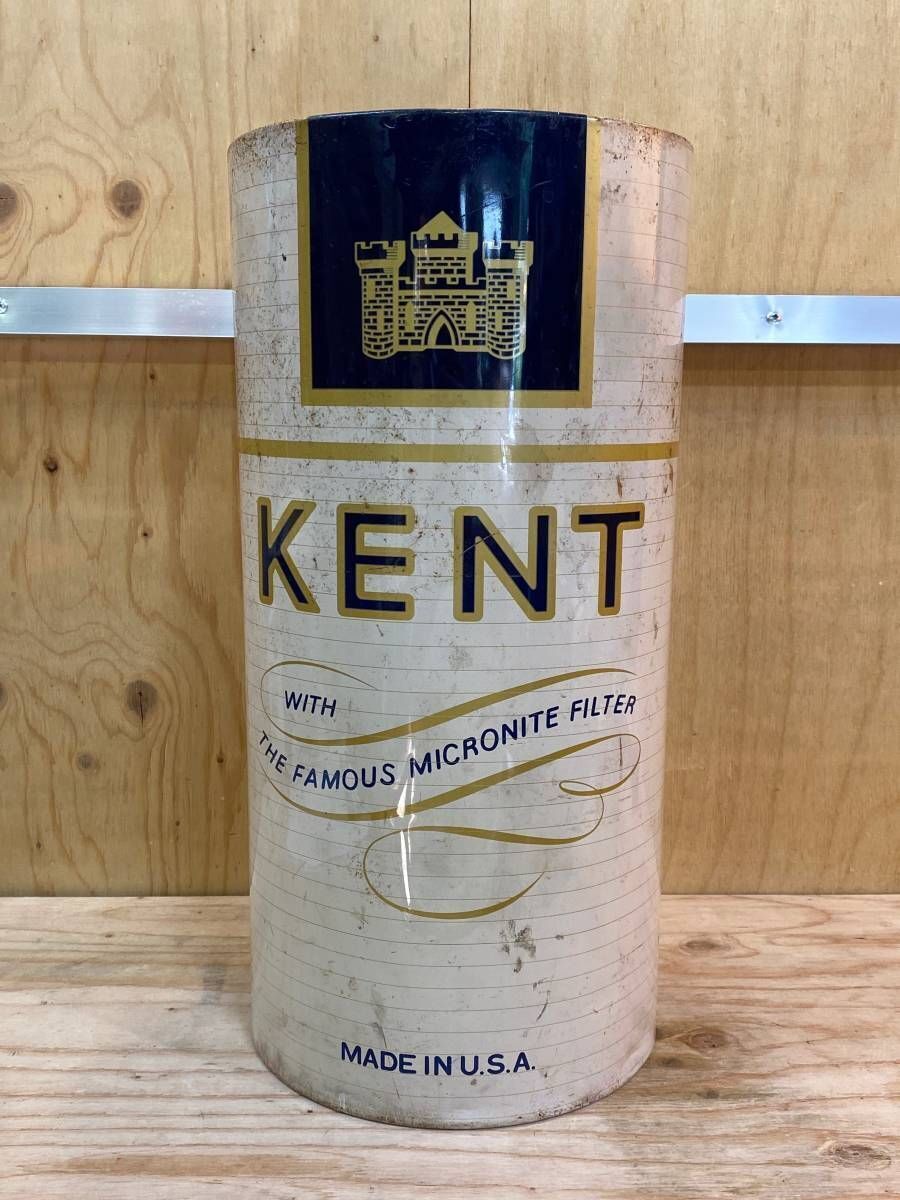 KENT
WITH
THE FAMOUS MICRONITE FILTER
MADE IN U.S.A.